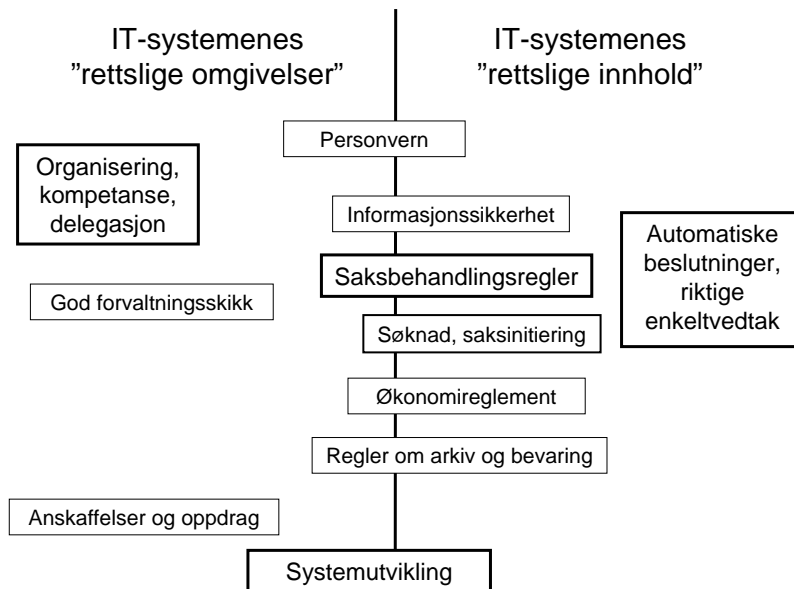 IT-systemenes
”rettslige omgivelser”
IT-systemenes
”rettslige innhold”
Personvern
Organisering,
kompetanse,
delegasjon
Informasjonssikkerhet
Automatiske
beslutninger,
riktige
enkeltvedtak
Saksbehandlingsregler
God forvaltningsskikk
Søknad, saksinitiering
Økonomireglement
Regler om arkiv og bevaring
Anskaffelser og oppdrag
Systemutvikling